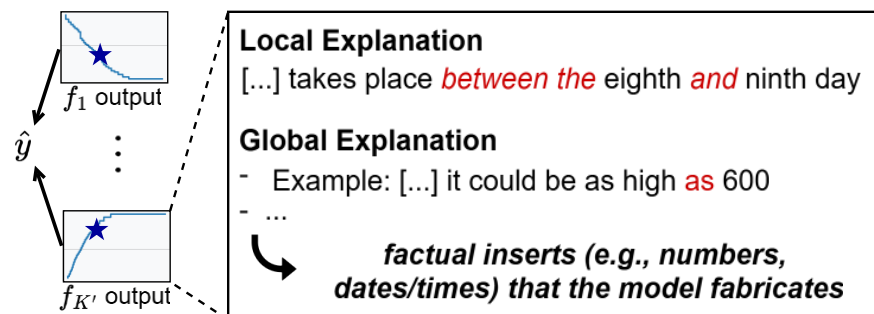 f₁ output
ŷ
⋮
f_{K′} output
Local Explanation
[...] takes place between the eighth and ninth day
Global Explanation
- Example: [...] it could be as high as 600
- ...
factual inserts (e.g., numbers,
dates/times) that the model fabricates